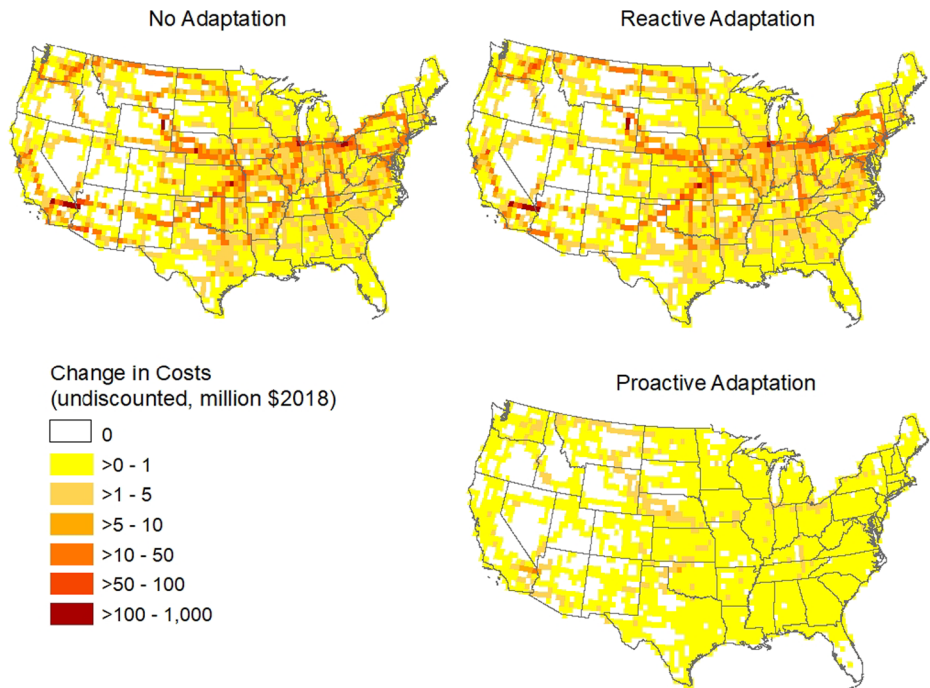 No Adaptation
Reactive Adaptation
Change in Costs
(undiscounted, million $2018)
0
>0 - 1
>1 - 5
>5 - 10
>10 - 50
>50 - 100
>100 - 1,000
Proactive Adaptation